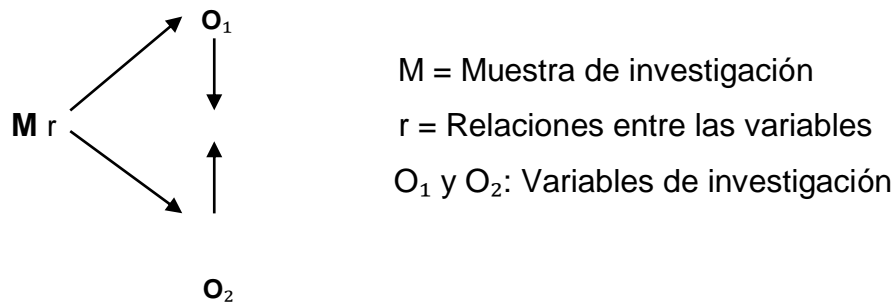 O₁
M = Muestra de investigación
M r
r = Relaciones entre las variables
O₁ y O₂: Variables de investigación
O₂